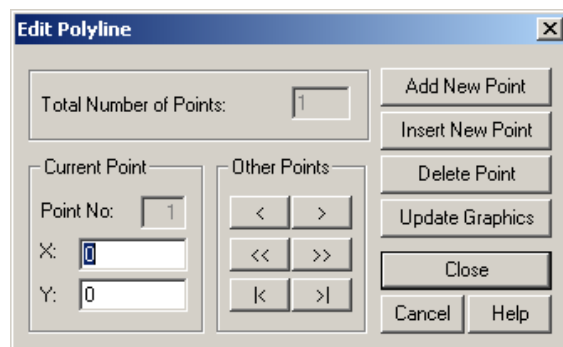 Edit Polyline
Total Number of Points: 1
Add New Point
Insert New Point
Delete Point
Update Graphics
Close
Cancel Help
Current Point
Point No: 1
X: 0
Y: 0
Other Points
< >
<< >>
|< >|